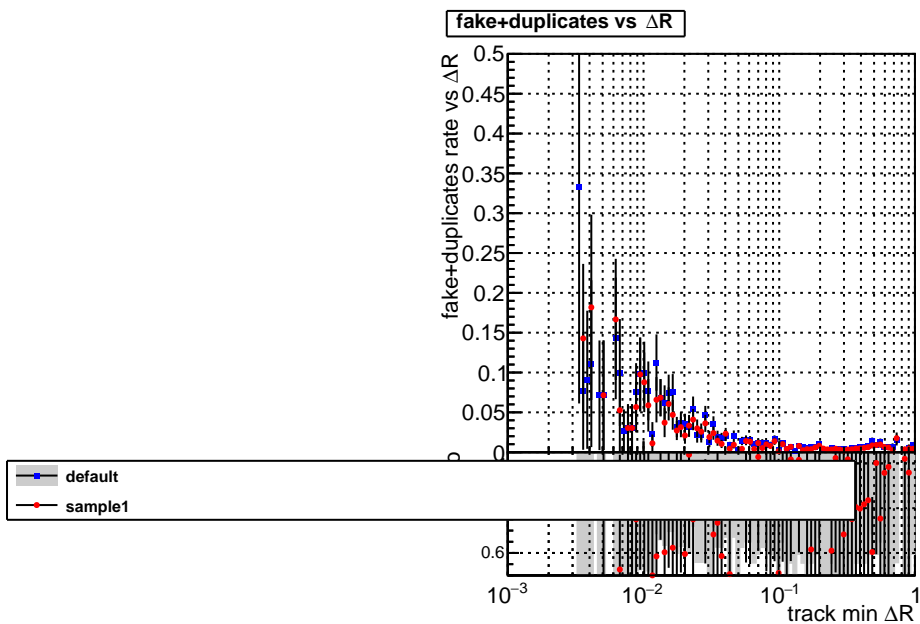 fake+duplicates vs ΔR
fake+duplicates rate vs ΔR
0.5
0.45
0.4
0.35
0.3
0.25
0.2
0.15
0.1
0.05
0
default
sample1
0.6
10⁻³ 10⁻² 10⁻¹ 1
track min ΔR